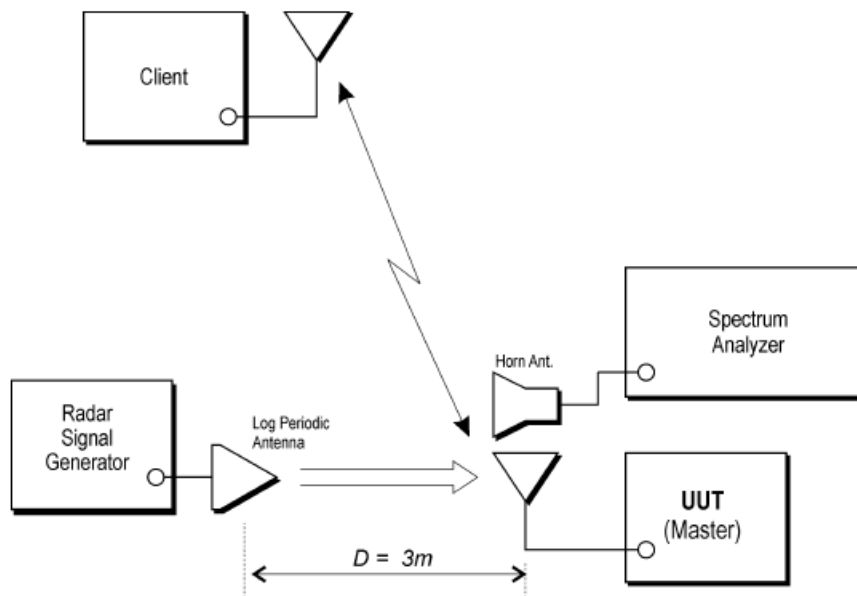 Client
Spectrum
Analyzer
Horn Ant.
Radar
Signal
Generator
Log Periodic
Antenna
UUT
(Master)
D = 3m